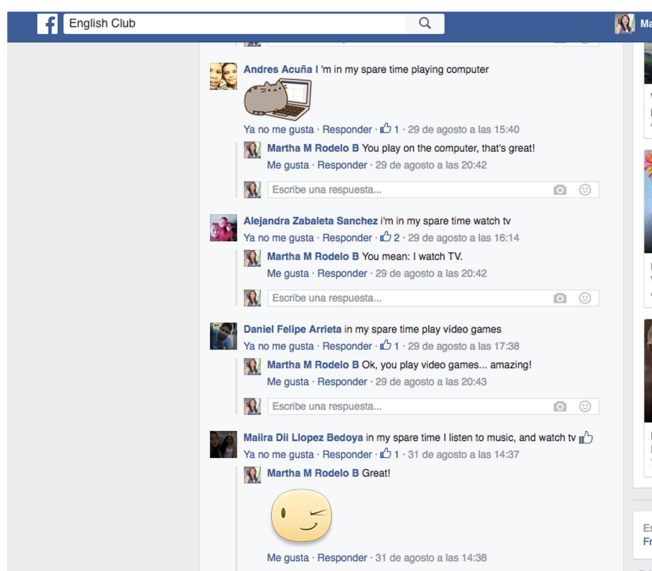 f English Club
Ma
Andres Acuña I 'm in my spare time playing computer
Ya no me gusta · Responder · 1 · 29 de agosto a las 15:40
Martha M Rodelo B You play on the computer, that's great!
Me gusta · Responder · 29 de agosto a las 20:42
Escribe una respuesta...
Alejandra Zabaleta Sanchez i'm in my spare time watch tv
Ya no me gusta · Responder · 2 · 29 de agosto a las 16:14
Martha M Rodelo B You mean: I watch TV.
Me gusta · Responder · 29 de agosto a las 20:42
Escribe una respuesta...
Daniel Felipe Arrieta in my spare time play vídeo games
Ya no me gusta · Responder · 1 · 29 de agosto a las 17:38
Martha M Rodelo B Ok, you play video games... amazing!
Me gusta · Responder · 29 de agosto a las 20:43
Escribe una respuesta...
Maiira Dii Llopez Bedoya in my spare time I listen to music, and watch tv
Ya no me gusta · Responder · 1 · 31 de agosto a las 14:37
Martha M Rodelo B Great!
Me gusta · Responder · 31 de agosto a las 14:38
Es
Fr